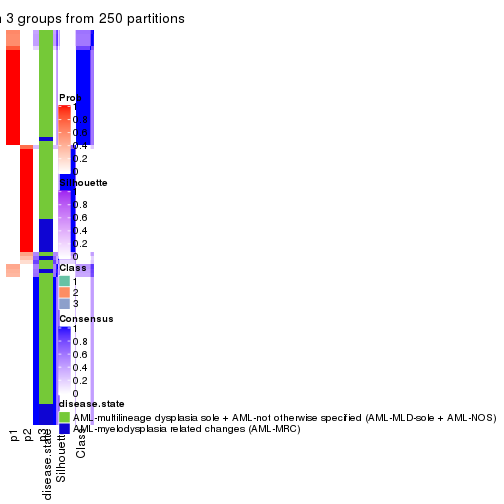 n 3 groups from 250 partitions
Prop
1
0.8
0.6
0.4
0.2
0
Silhouette
1
0.8
0.6
0.4
0.2
0
Class
1
2
3
Consensus
1
0.8
0.6
0.4
0.2
0
disease.state
AML-multilineage dysplasia sole + AML-not otherwise specified (AML-MLD-sole + AML-NOS)
AML-myelodysplasia related changes (AML-MRC)
p1
p2
p3
disease.state
Silhouette
Class